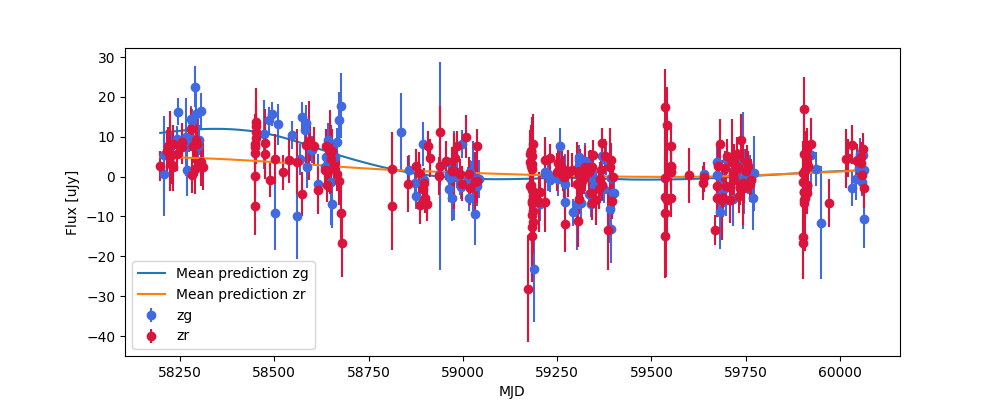 30
20
10
0
−10
−20
−30
−40
Flux [uJy]
Mean prediction zg
Mean prediction zr
zg
zr
58250 58500 58750 59000 59250 59500 59750 60000
MJD